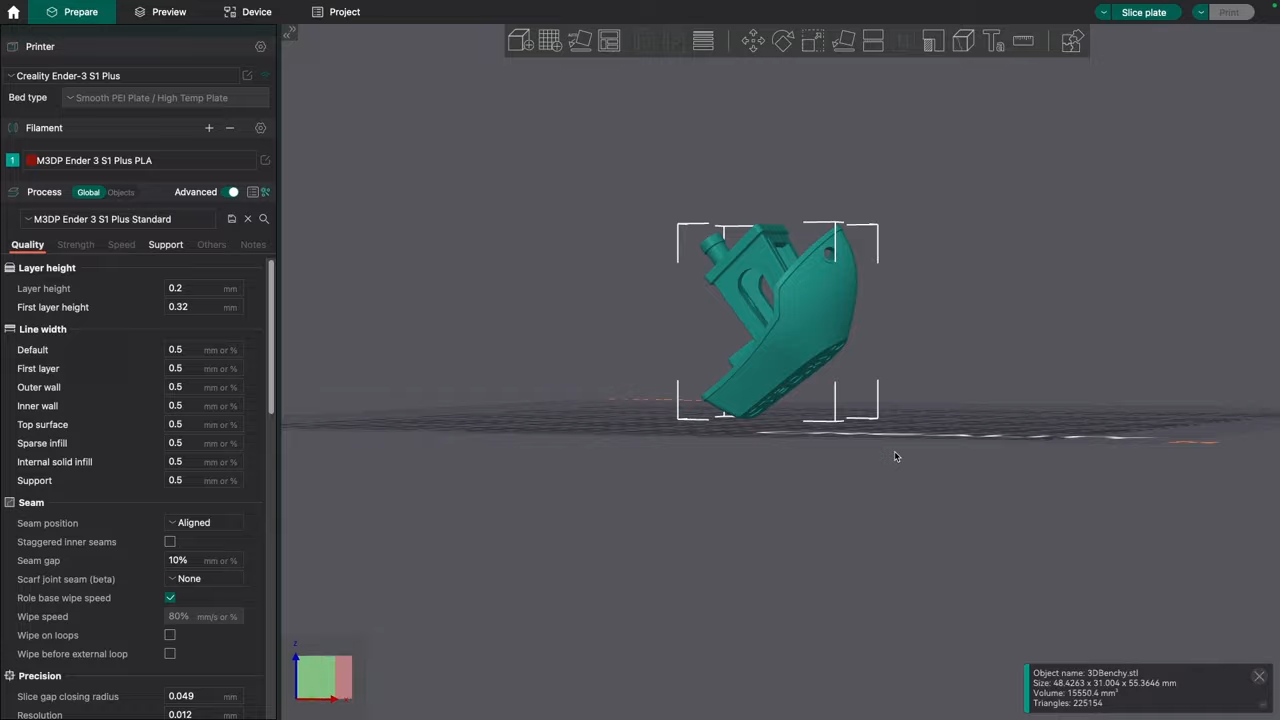 Prepare
Preview
Device
Project
Slice plate
Print
Printer
Creality Ender-3 S1 Plus
Bed type
Smooth PEI Plate / High Temp Plate
Filament
1
M3DP Ender 3 S1 Plus PLA
Process
Global
Objects
Advanced
M3DP Ender 3 S1 Plus Standard
Quality
Strength
Speed
Support
Others
Notes
Layer height
Layer height 0.2 mm
First layer height 0.32 mm
Line width
Default 0.5 mm or %
First layer 0.5 mm or %
Outer wall 0.5 mm or %
Inner wall 0.5 mm or %
Top surface 0.5 mm or %
Sparse infill 0.5 mm or %
Internal solid infill 0.5 mm or %
Support 0.5 mm or %
Seam
Seam position Aligned
Staggered inner seams
Seam gap 10% mm or %
Scarf joint seam (beta) None
Role base wipe speed
Wipe speed 80% mm/s or %
Wipe on loops
Wipe before external loop
Precision
Slice gap closing radius 0.049 mm
Resolution 0.012 mm
z
Object name: 3DBenchy.stl
Size: 48.4263 x 31.004 x 55.3646 mm
Volume: 15550.4 mm³
Triangles: 225154